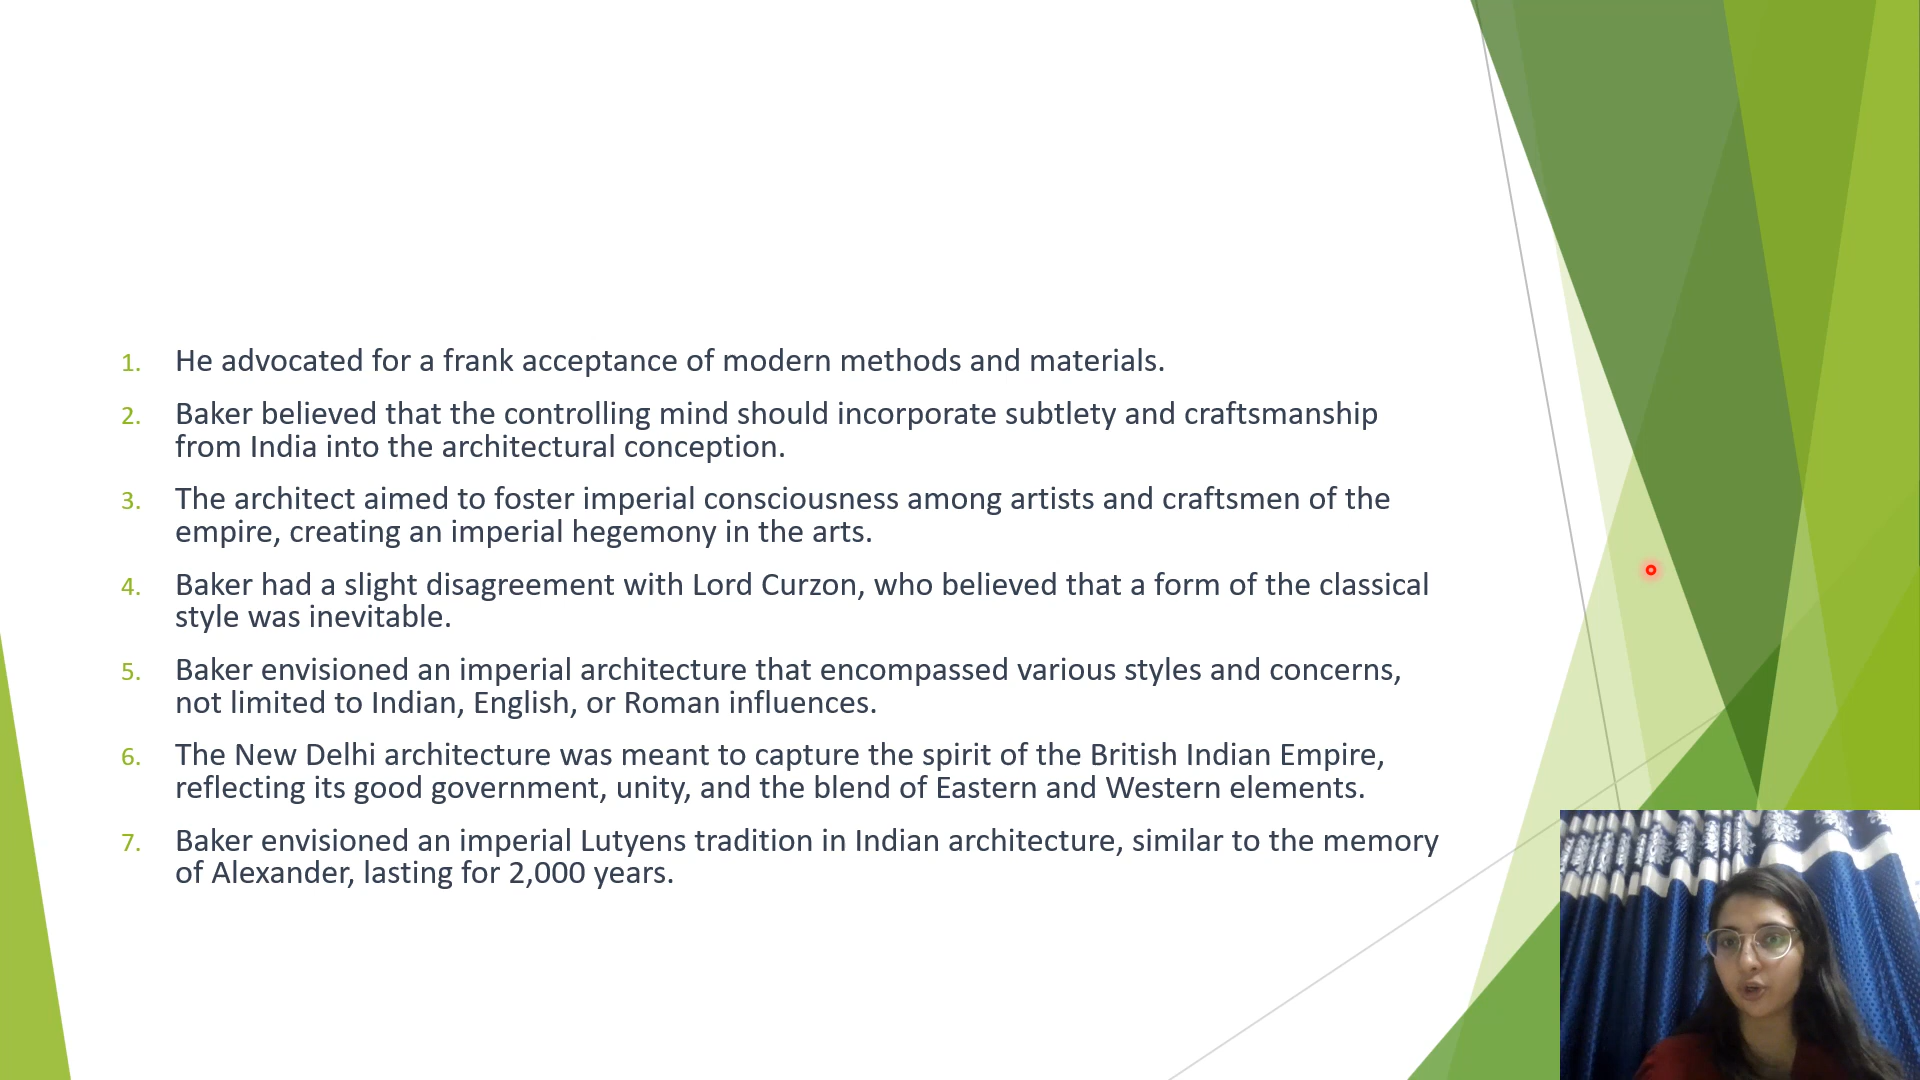 1. He advocated for a frank acceptance of modern methods and materials.
2. Baker believed that the controlling mind should incorporate subtlety and craftsmanship
from India into the architectural conception.
3. The architect aimed to foster imperial consciousness among artists and craftsmen of the
empire, creating an imperial hegemony in the arts.
4. Baker had a slight disagreement with Lord Curzon, who believed that a form of the classical
style was inevitable.
5. Baker envisioned an imperial architecture that encompassed various styles and concerns,
not limited to Indian, English, or Roman influences.
6. The New Delhi architecture was meant to capture the spirit of the British Indian Empire,
reflecting its good government, unity, and the blend of Eastern and Western elements.
7. Baker envisioned an imperial Lutyens tradition in Indian architecture, similar to the memory
of Alexander, lasting for 2,000 years.